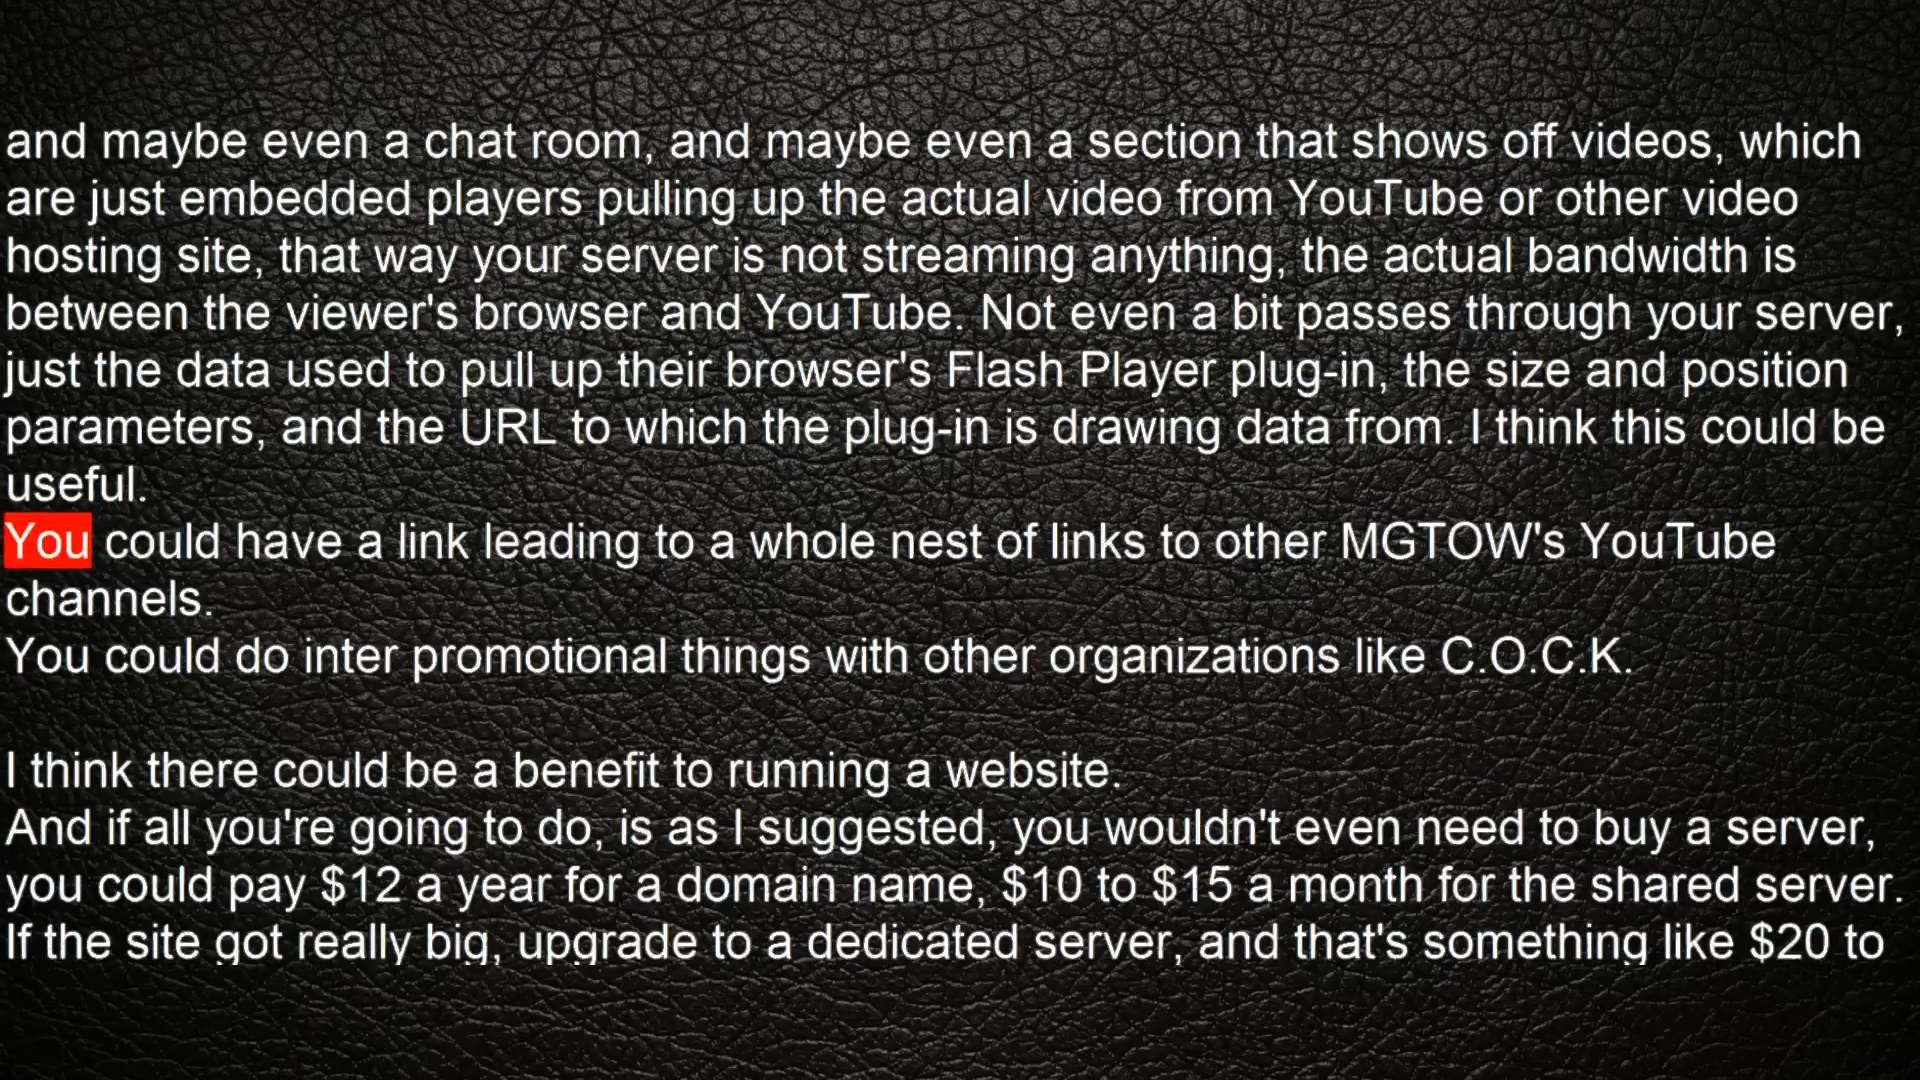 and maybe even a chat room, and maybe even a section that shows off videos, which
are just embedded players pulling up the actual video from YouTube or other video
hosting site, that way your server is not streaming anything, the actual bandwidth is
between the viewer's browser and YouTube. Not even a bit passes through your server,
just the data used to pull up their browser's Flash Player plug-in, the size and position
parameters, and the URL to which the plug-in is drawing data from. I think this could be
useful.
You could have a link leading to a whole nest of links to other MGTOW's YouTube
channels.
You could do inter promotional things with other organizations like C.O.C.K.
I think there could be a benefit to running a website.
And if all you're going to do, is as I suggested, you wouldn't even need to buy a server,
you could pay $12 a year for a domain name, $10 to $15 a month for the shared server.
If the site got really big, upgrade to a dedicated server, and that's something like $20 to